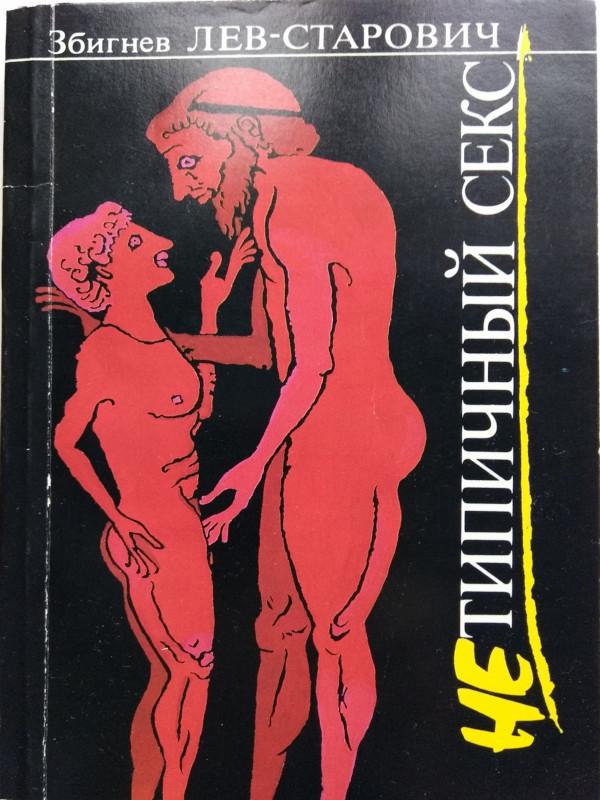 Збигнев ЛЕВ-СТАРОВИЧ
НЕТИПИЧНЫЙ СЕКС